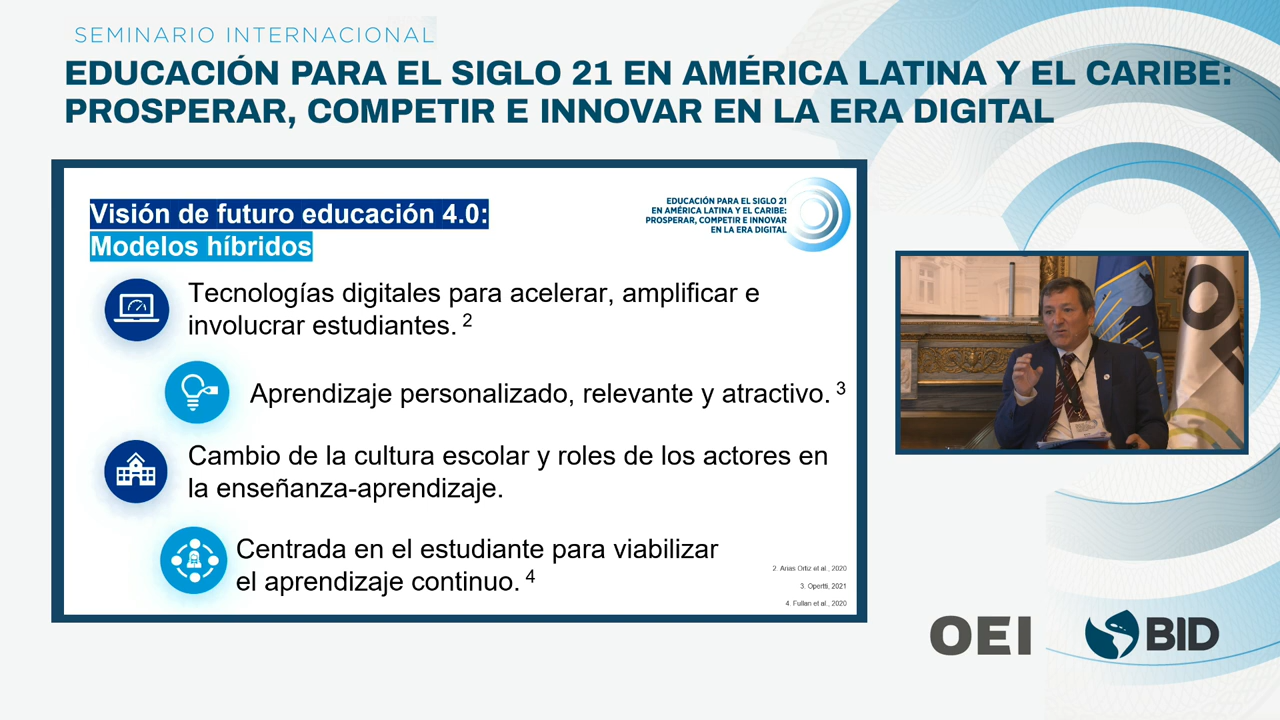 SEMINARIO INTERNACIONAL
EDUCACIÓN PARA EL SIGLO 21 EN AMÉRICA LATINA Y EL CARIBE:
PROSPERAR, COMPETIR E INNOVAR EN LA ERA DIGITAL
Visión de futuro educación 4.0:
Modelos híbridos
EDUCACIÓN PARA EL SIGLO 21
EN AMÉRICA LATINA Y EL CARIBE:
PROSPERAR, COMPETIR E INNOVAR
EN LA ERA DIGITAL
Tecnologías digitales para acelerar, amplificar e
involucrar estudiantes. 2
Aprendizaje personalizado, relevante y atractivo. 3
Cambio de la cultura escolar y roles de los actores en
la enseñanza-aprendizaje.
Centrada en el estudiante para viabilizar
el aprendizaje continuo. 4
2. Arias Ortiz et al., 2020
3. Opertti, 2021
4. Fullan et al., 2020
OEI
BID